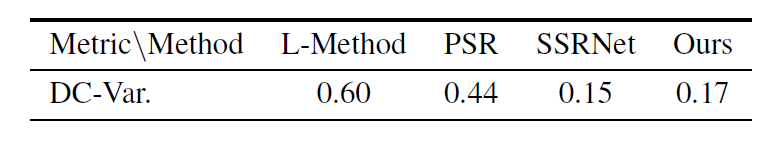 Metric\Method L-Method PSR SSRNet Ours
DC-Var. 0.60 0.44 0.15 0.17